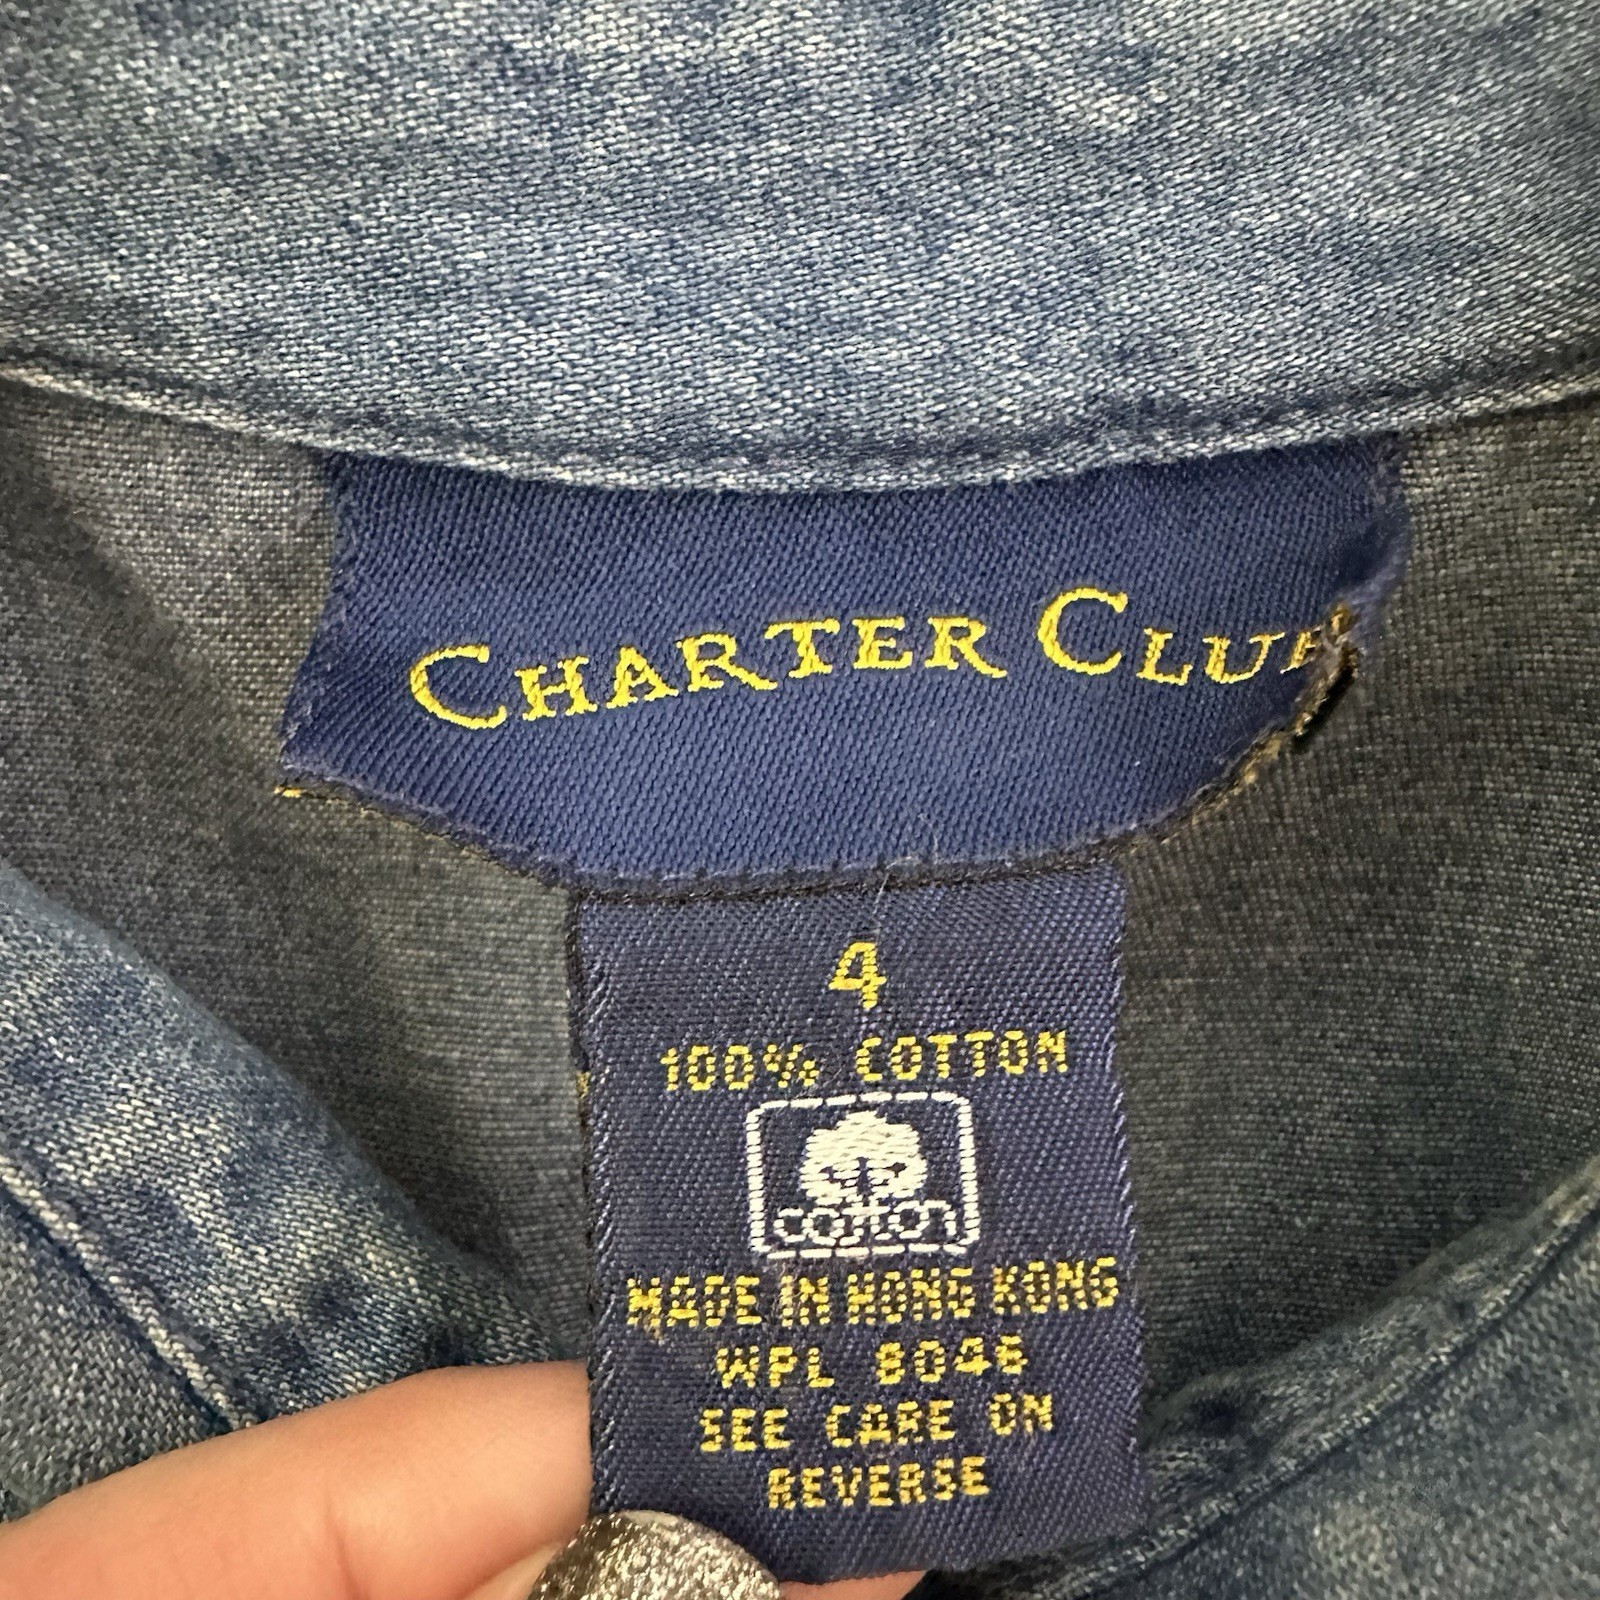 CHARTER CLUB
4
100% COTTON
cotton
MADE IN HONG KONG
WPL 8046
SEE CARE ON
REVERSE